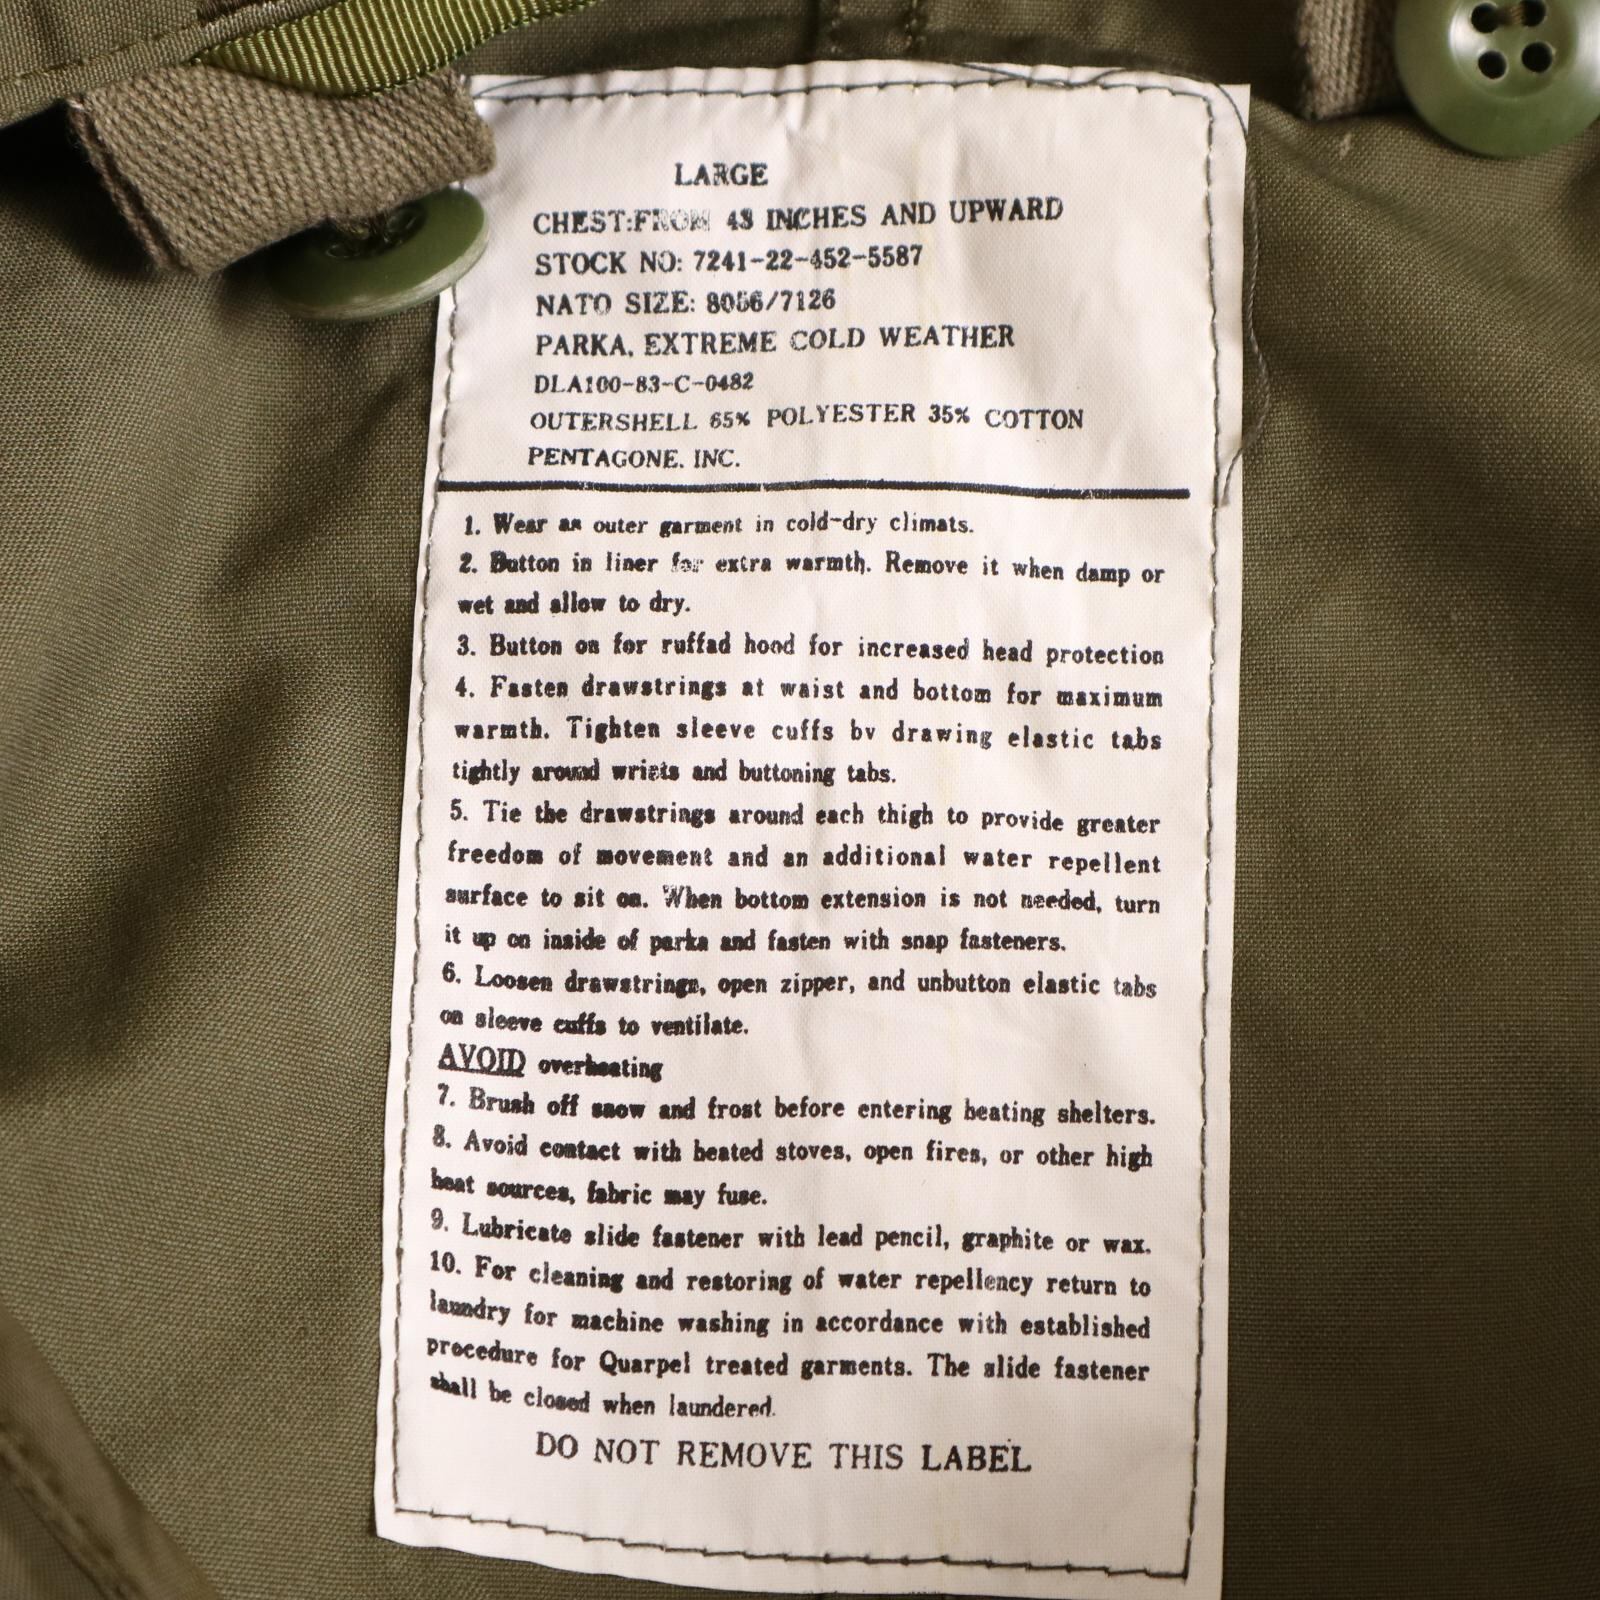 LARGE
CHEST:FROM 43 INCHES AND UPWARD
STOCK NO: 7241-22-452-5587
NATO SIZE: 8056/7126
PARKA, EXTREME COLD WEATHER
DLA100-83-C-0482
OUTERSHELL 65% POLYESTER 35% COTTON
PENTAGONE. INC.
1. Wear as outer garment in cold-dry climats.
2. Button in liner for extra warmth. Remove it when damp or
wet and allow to dry.
3. Button on for ruffad hood for increased head protection
4. Fasten drawstrings at waist and bottom for maximum
warmth. Tighten sleeve cuffs bv drawing elastic tabs
tightly around wrists and buttoning tabs.
5. Tie the drawstrings around each thigh to provide greater
freedom of movement and an additional water repellent
surface to sit on. When bottom extension is not needed, turn
it up on inside of parka and fasten with snap fasteners.
6. Loosen drawstrings, open zipper, and unbutton elastic tabs
on sleeve cuffs to ventilate.
AVOID overheating
7. Brush off snow and frost before entering heating shelters.
8. Avoid contact with heated stoves, open fires, or other high
heat sources, fabric may fuse.
9. Lubricate slide fastener with lead pencil, graphite or wax.
10. For cleaning and restoring of water repellency return to
laundry for machine washing in accordance with established
procedure for Quarpel treated garments. The slide fastener
shall be closed when laundered.
DO NOT REMOVE THIS LABEL